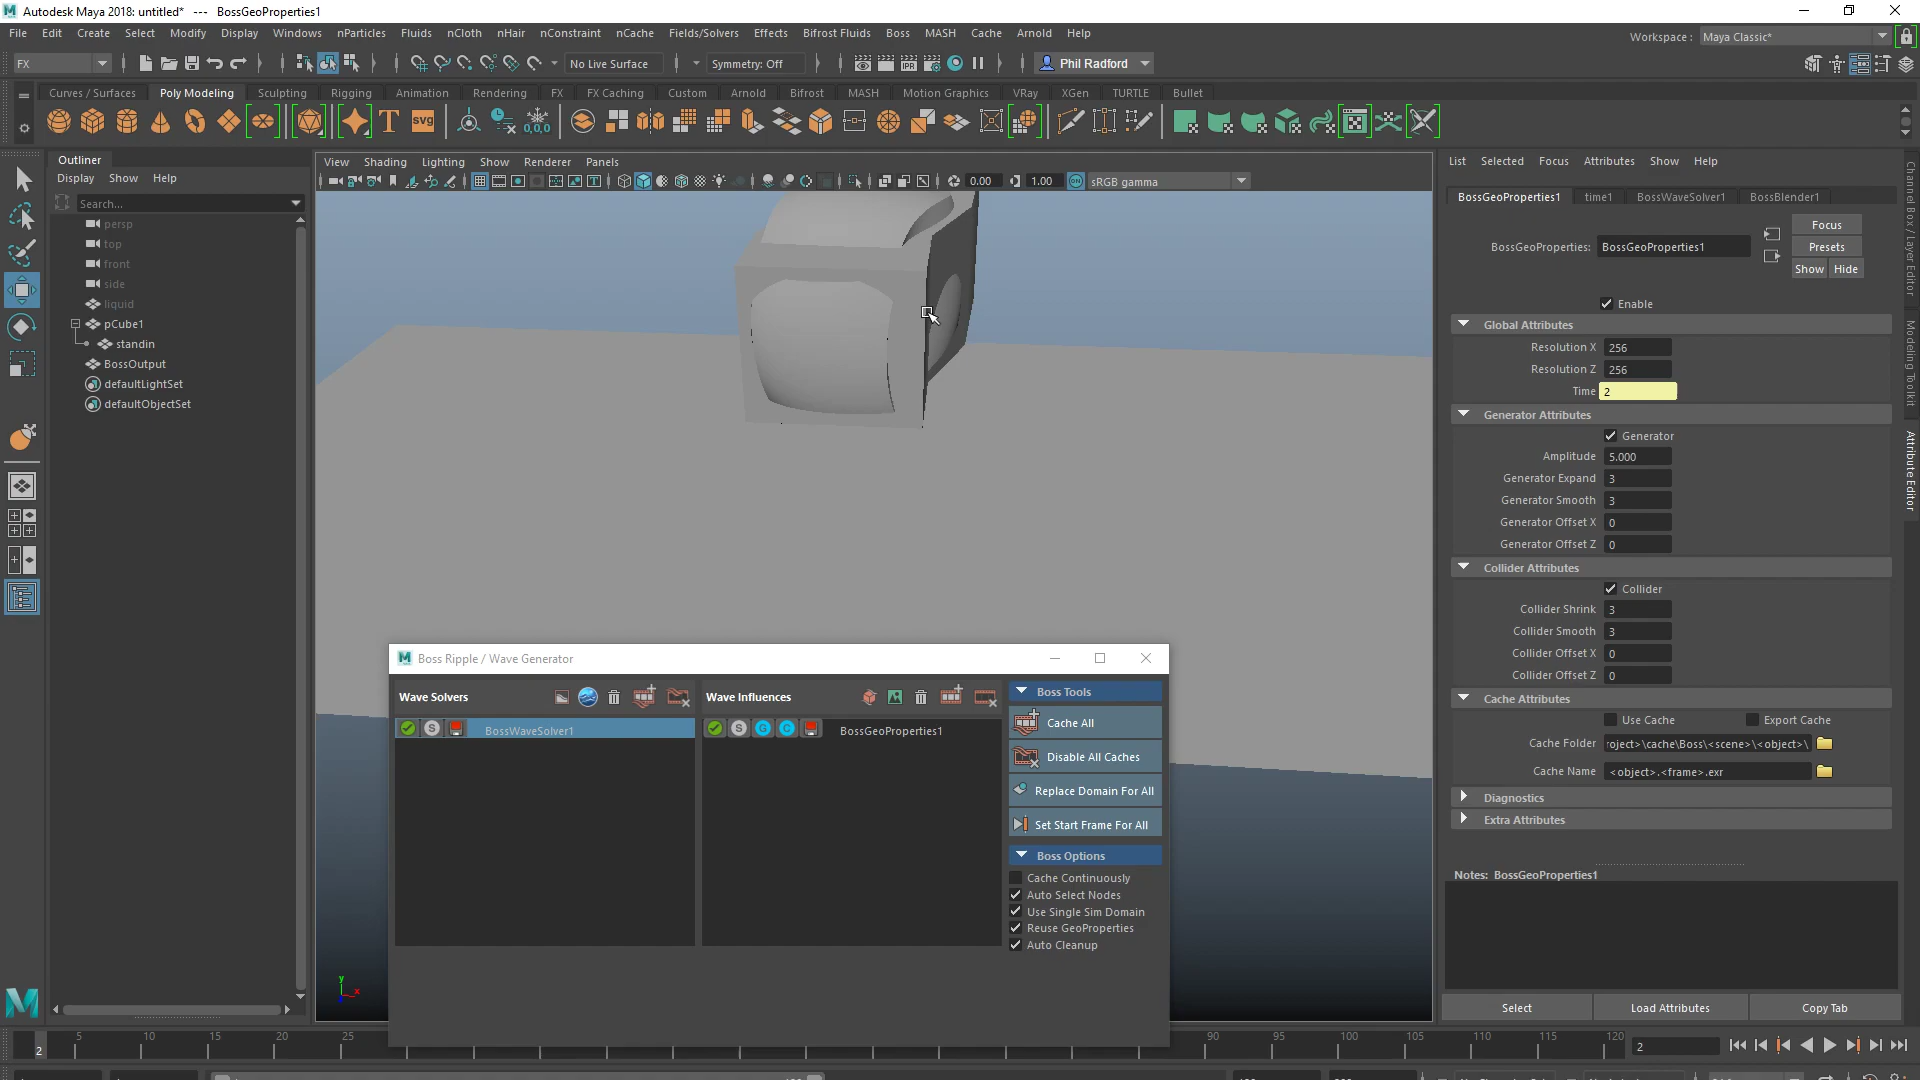 Autodesk Maya 2018: untitled*   ---   BossGeoProperties1
File Edit Create Select Modify Display Windows nParticles Fluids nCloth nHair nConstraint nCache Fields/Solvers Effects Bifrost Fluids Boss MASH Cache Arnold Help
Workspace : Maya Classic*
FX No Live Surface Symmetry: Off Phil Radford
Curves / Surfaces Poly Modeling Sculpting Rigging Animation Rendering FX FX Caching Custom Arnold Bifrost MASH Motion Graphics VRay XGen TURTLE Bullet
T svg 0,0,0
Outliner
Display Show Help
Search...
persp
top
front
side
liquid
pCube1
standin
BossOutput
defaultLightSet
defaultObjectSet
View Shading Lighting Show Renderer Panels
0.00 1.00 sRGB gamma
y
x
Boss Ripple / Wave Generator
Wave Solvers
S BossWaveSolver1
Wave Influences
S G C BossGeoProperties1
Boss Tools
Cache All
Disable All Caches
Replace Domain For All
Set Start Frame For All
Boss Options
Cache Continuously
Auto Select Nodes
Use Single Sim Domain
Reuse GeoProperties
Auto Cleanup
List Selected Focus Attributes Show Help
BossGeoProperties1 time1 BossWaveSolver1 BossBlender1
BossGeoProperties: BossGeoProperties1
Focus
Presets
Show Hide
Enable
Global Attributes
Resolution X 256
Resolution Z 256
Time 2
Generator Attributes
Generator
Amplitude 5.000
Generator Expand 3
Generator Smooth 3
Generator Offset X 0
Generator Offset Z 0
Collider Attributes
Collider
Collider Shrink 3
Collider Smooth 3
Collider Offset X 0
Collider Offset Z 0
Cache Attributes
Use Cache Export Cache
Cache Folder roject>\cache\Boss\<scene>\<object>\
Cache Name <object>.<frame>.exr
Diagnostics
Extra Attributes
Notes: BossGeoProperties1
Select Load Attributes Copy Tab
Channel Box / Layer Editor
Modeling Toolkit
Attribute Editor
2 5 10 15 20 25 90 95 100 105 110 115 120 2